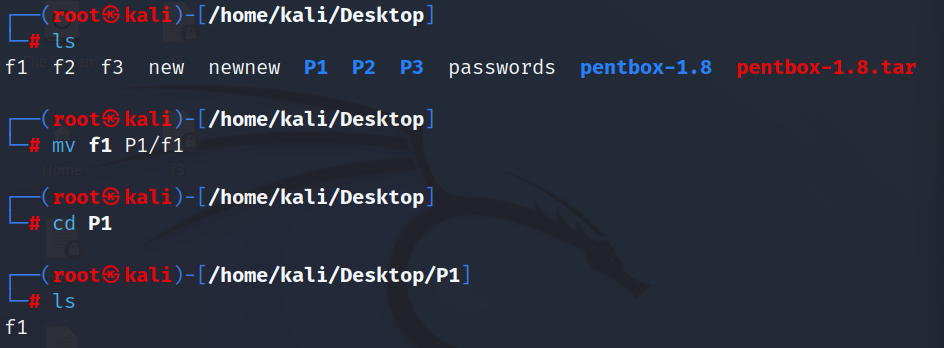 ┌──(root㉿kali)-[/home/kali/Desktop]
└─# ls
f1  f2  f3  new  newnew  P1  P2  P3  passwords  pentbox-1.8  pentbox-1.8.tar
┌──(root㉿kali)-[/home/kali/Desktop]
└─# mv f1 P1/f1
┌──(root㉿kali)-[/home/kali/Desktop]
└─# cd P1
┌──(root㉿kali)-[/home/kali/Desktop/P1]
└─# ls
f1
Home